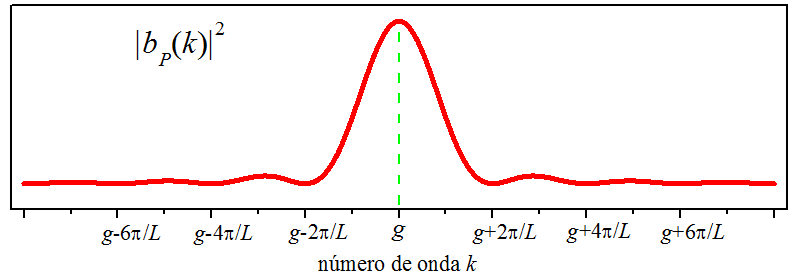 |b_P(k)|²
g-6π/L g-4π/L g-2π/L g g+2π/L g+4π/L g+6π/L
número de onda k